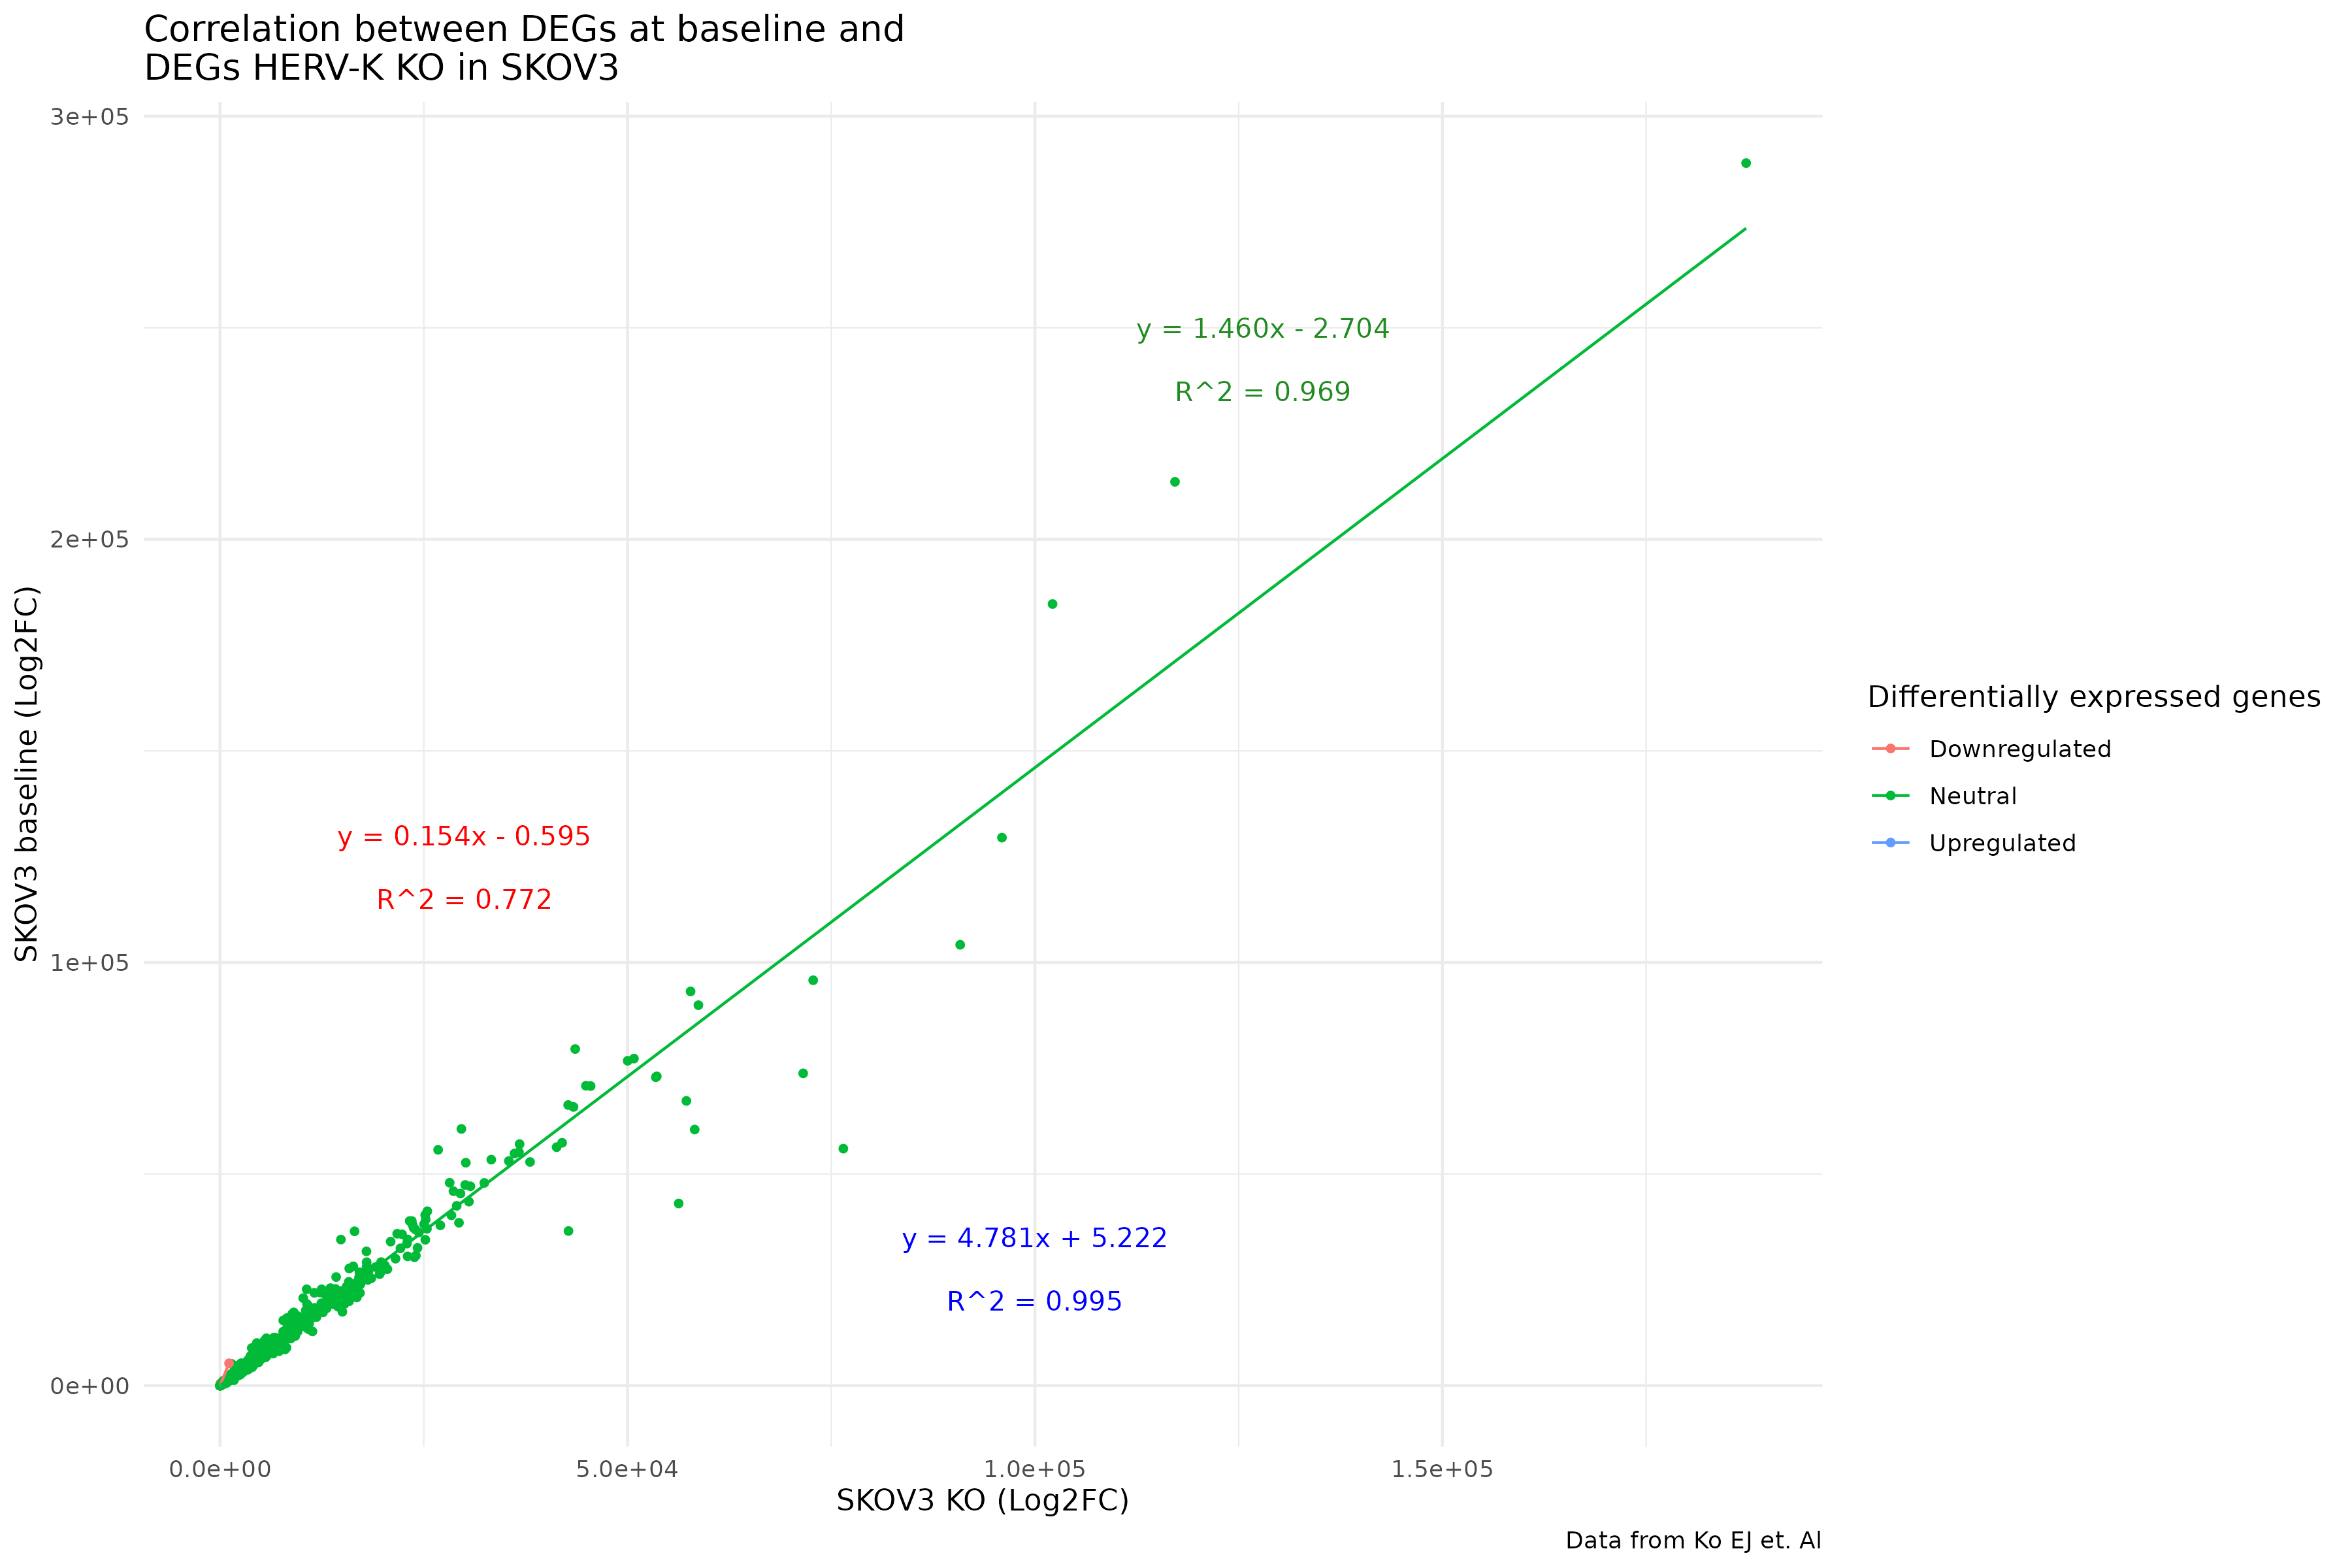 Correlation between DEGs at baseline and
DEGs HERV-K KO in SKOV3
3e+05
2e+05
1e+05
0e+00
SKOV3 baseline (Log2FC)
y = 1.460x - 2.704
R^2 = 0.969
y = 0.154x - 0.595
R^2 = 0.772
y = 4.781x + 5.222
R^2 = 0.995
0.0e+00
5.0e+04
1.0e+05
1.5e+05
SKOV3 KO (Log2FC)
Differentially expressed genes
Downregulated
Neutral
Upregulated
Data from Ko EJ et. Al